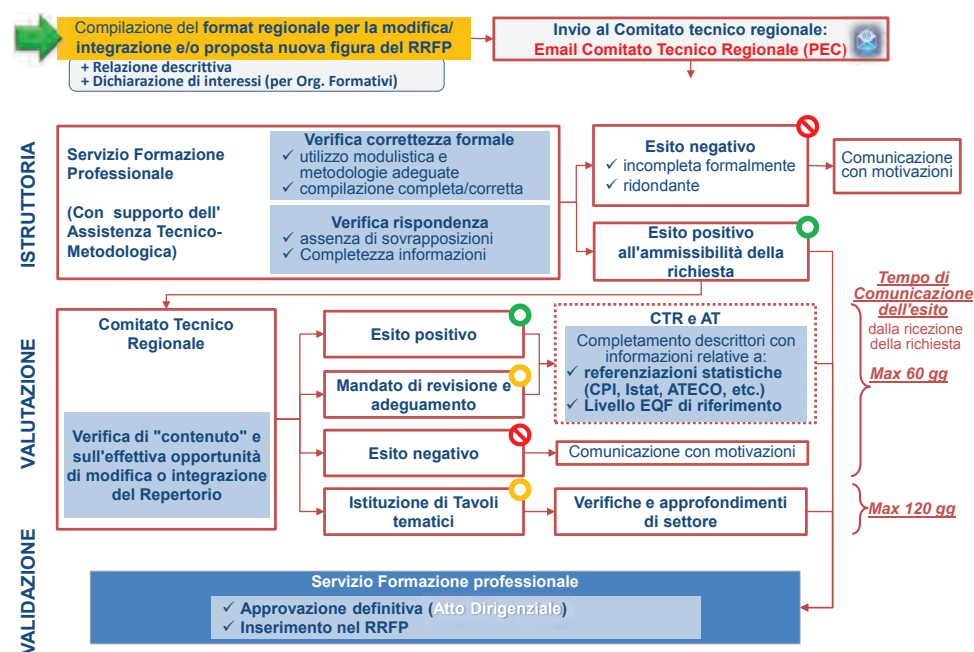 Compilazione del format regionale per la modifica/
integrazione e/o proposta nuova figura del RRFP
+ Relazione descrittiva
+ Dichiarazione di interessi (per Org. Formativi)
Invio al Comitato tecnico regionale:
Email Comitato Tecnico Regionale (PEC)
ISTRUTTORIA
Servizio Formazione
Professionale
(Con supporto dell'
Assistenza Tecnico-
Metodologica)
Verifica correttezza formale
✓ utilizzo modulistica e
metodologie adeguate
✓ compilazione completa/corretta
Verifica rispondenza
✓ assenza di sovrapposizioni
✓ Completezza informazioni
Esito negativo
✓ incompleta formalmente
✓ ridondante
Comunicazione
con motivazioni
Esito positivo
all'ammissibilità della
richiesta
Tempo di
Comunicazione
dell'esito
dalla ricezione
della richiesta
Max 60 gg
VALUTAZIONE
Comitato Tecnico
Regionale
Verifica di "contenuto" e
sull'effettiva opportunità
di modifica o integrazione
del Repertorio
Esito positivo
Mandato di revisione e
adeguamento
CTR e AT
Completamento descrittori con
informazioni relative a:
✓ referenziazioni statistiche
(CPI, Istat, ATECO, etc.)
✓ Livello EQF di riferimento
Esito negativo
Comunicazione con motivazioni
Istituzione di Tavoli
tematici
Verifiche e approfondimenti
di settore
Max 120 gg
VALIDAZIONE
Servizio Formazione professionale
✓ Approvazione definitiva (Atto Dirigenziale)
✓ Inserimento nel RRFP